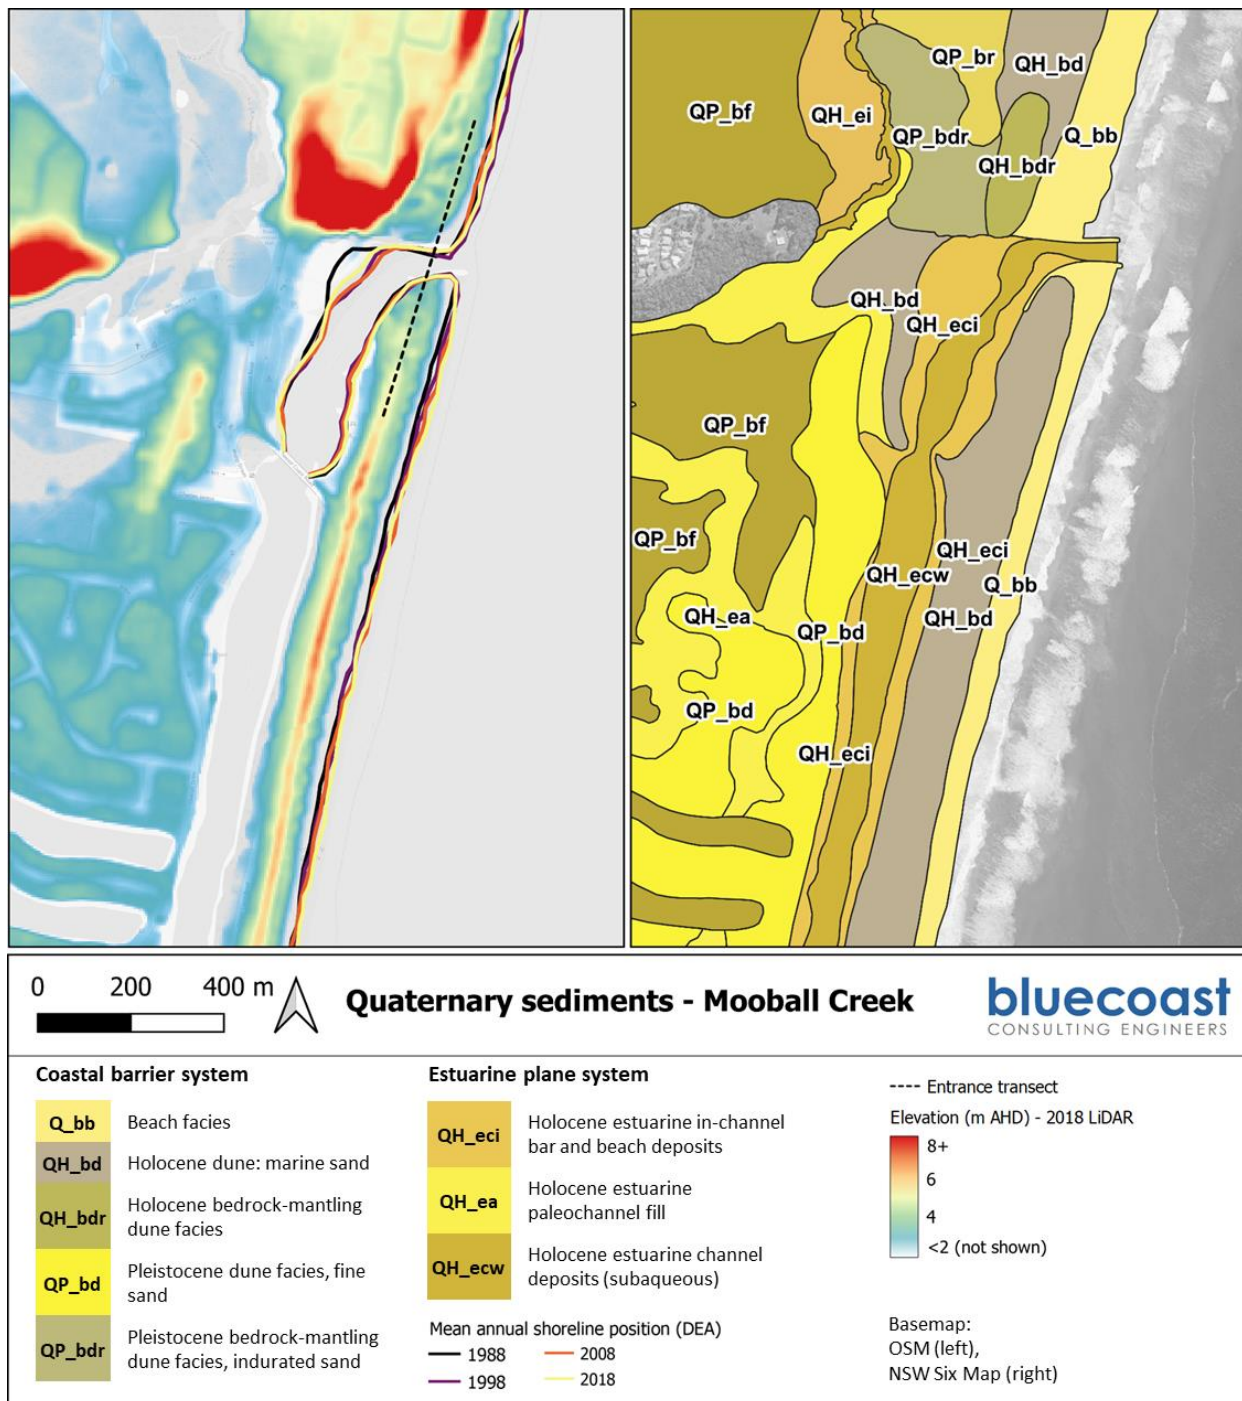 QP_br
QH_bd
QP_bf
QH_ei
QP_bdr
Q_bb
QH_bdr
QH_bd
QH_eci
QP_bf
QP_bf
QH_eci
QH_ecw
Q_bb
QH_ea
QP_bd
QH_bd
QP_bd
QH_eci
0 200 400 m
Quaternary sediments - Mooball Creek
bluecoast
CONSULTING ENGINEERS
Coastal barrier system
Q_bb Beach facies
QH_bd Holocene dune: marine sand
QH_bdr Holocene bedrock-mantling
dune facies
QP_bd Pleistocene dune facies, fine
sand
QP_bdr Pleistocene bedrock-mantling
dune facies, indurated sand
Estuarine plane system
QH_eci Holocene estuarine in-channel
bar and beach deposits
QH_ea Holocene estuarine
paleochannel fill
QH_ecw Holocene estuarine channel
deposits (subaqueous)
Mean annual shoreline position (DEA)
1988 2008
1998 2018
Entrance transect
Elevation (m AHD) - 2018 LiDAR
8+
6
4
<2 (not shown)
Basemap:
OSM (left),
NSW Six Map (right)